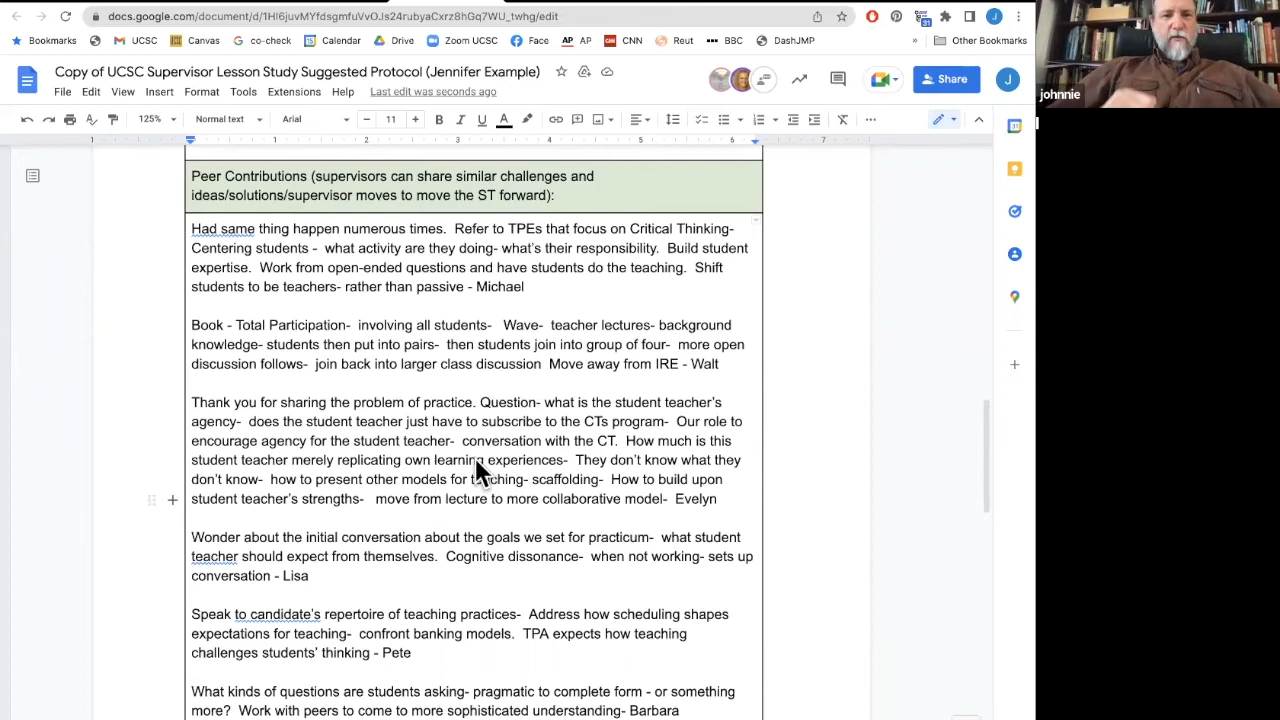 docs.google.com/document/d/1Hl6juvMYfdsgmfuVvOJs24rubyaCxrz8hGq7WU_twhg/edit
Bookmarks UCSC Canvas co-check Calendar Drive ZoomUCSC Face AP CNN Reut BBC DashJMP » Other Bookmarks
johnnie
Copy of UCSC Supervisor Lesson Study Suggested Protocol (Jennifer Example)
Share
J
File Edit View Insert Format Tools Extensions Help Last edit was seconds ago
125% Normal text Arial 11
1 1 2 3 4 5 6 7
Peer Contributions (supervisors can share similar challenges and
ideas/solutions/supervisor moves to move the ST forward):
Had same thing happen numerous times. Refer to TPEs that focus on Critical Thinking-
Centering students - what activity are they doing- what's their responsibility. Build student
expertise. Work from open-ended questions and have students do the teaching. Shift
students to be teachers- rather than passive - Michael
Book - Total Participation- involving all students- Wave- teacher lectures- background
knowledge- students then put into pairs- then students join into group of four- more open
discussion follows- join back into larger class discussion Move away from IRE - Walt
Thank you for sharing the problem of practice. Question- what is the student teacher's
agency- does the student teacher just have to subscribe to the CTs program- Our role to
encourage agency for the student teacher- conversation with the CT. How much is this
student teacher merely replicating own learning experiences- They don't know what they
don't know- how to present other models for teaching- scaffolding- How to build upon
student teacher's strengths- move from lecture to more collaborative model- Evelyn
Wonder about the initial conversation about the goals we set for practicum- what student
teacher should expect from themselves. Cognitive dissonance- when not working- sets up
conversation - Lisa
Speak to candidate's repertoire of teaching practices- Address how scheduling shapes
expectations for teaching- confront banking models. TPA expects how teaching
challenges students' thinking - Pete
What kinds of questions are students asking- pragmatic to complete form - or something
more? Work with peers to come to more sophisticated understanding- Barbara